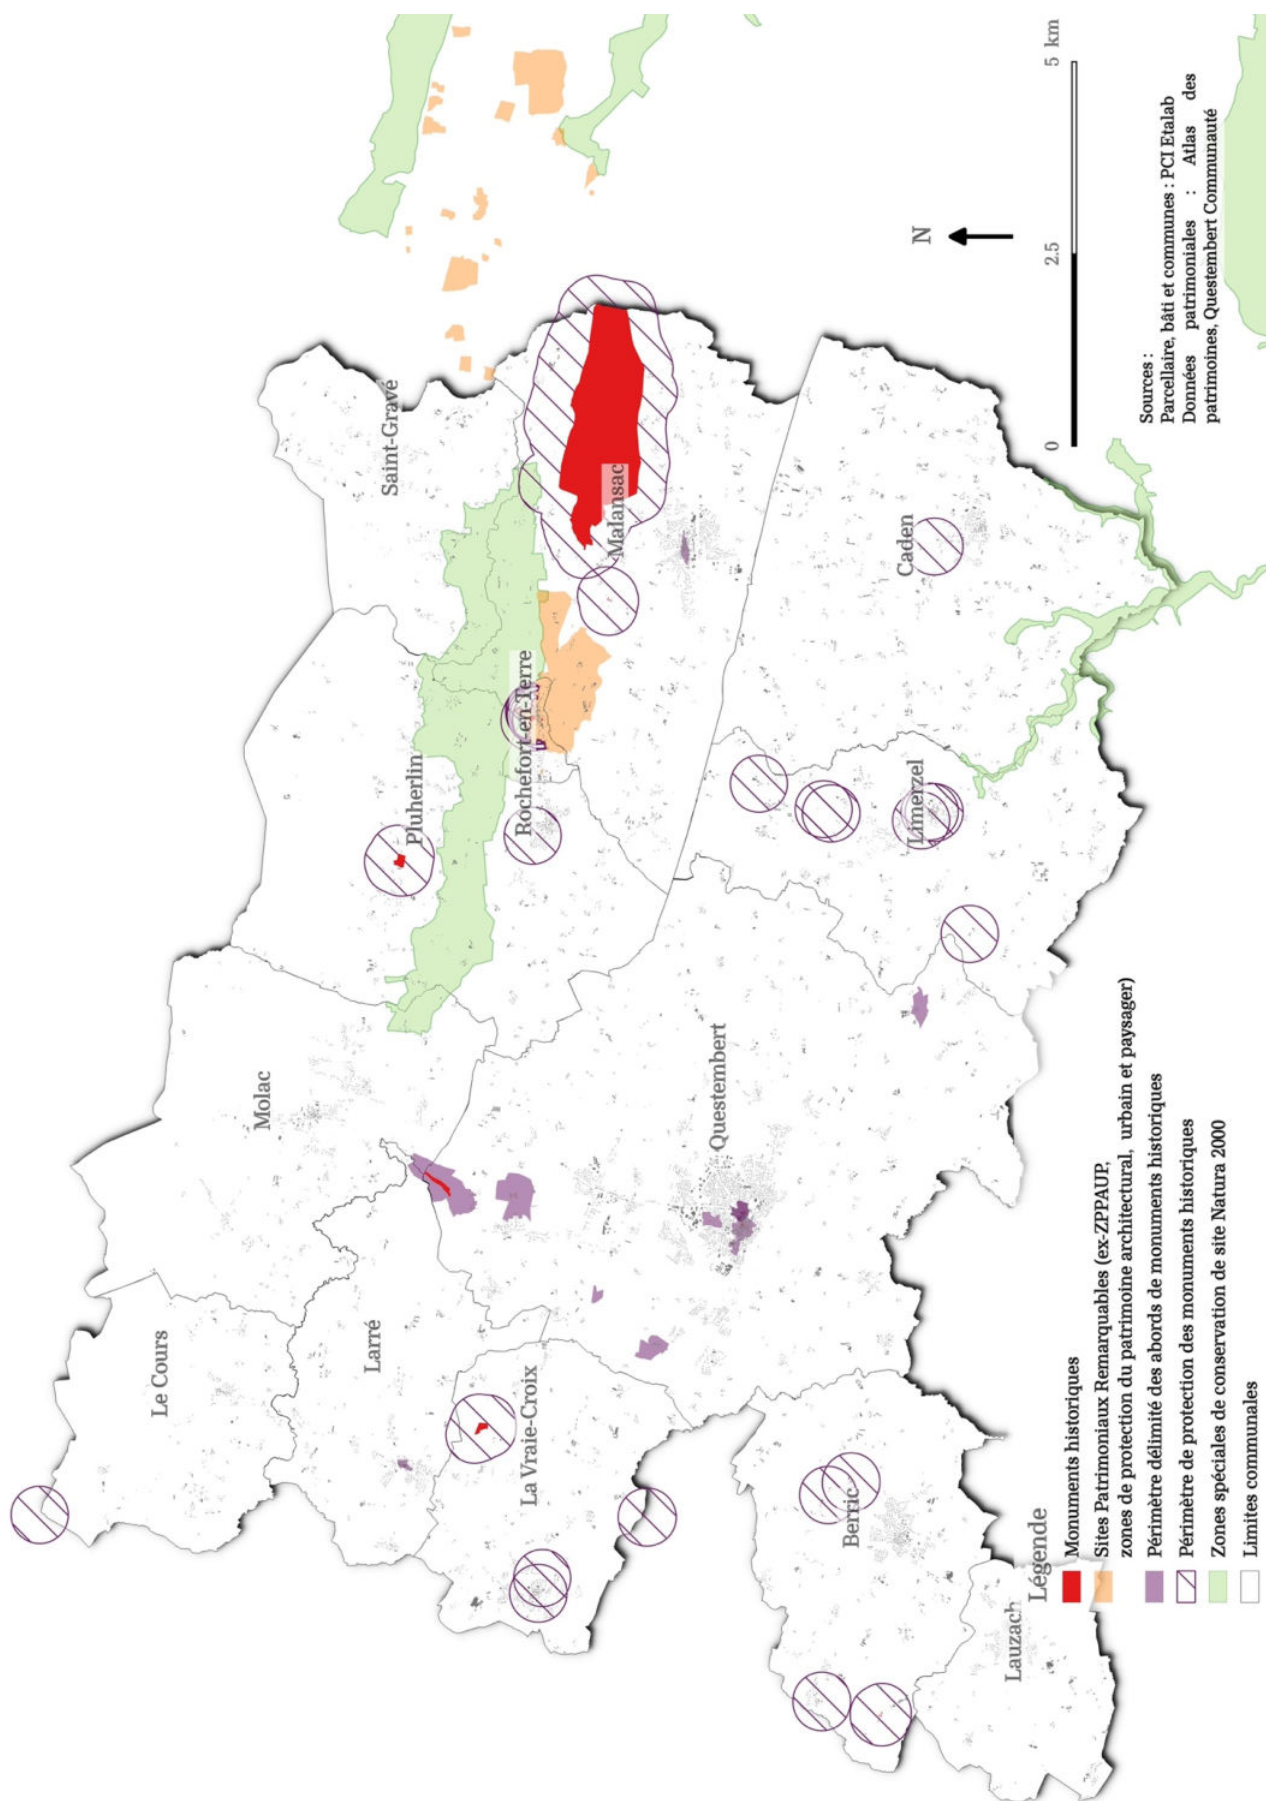 Le Cours
Molac
Saint-Gravé
Larré
Pluherlin
La Vraie-Croix
Rochefort-en-Terre
Malansac
Questembert
Berric
Limerzel
Caden
Lauzach
N
0 2.5 5 km
Légende
Monuments historiques
Sites Patrimoniaux Remarquables (ex-ZPPAUP,
zones de protection du patrimoine architectural, urbain et paysager)
Périmètre délimité des abords de monuments historiques
Périmètre de protection des monuments historiques
Zones spéciales de conservation de site Natura 2000
Limites communales
Sources :
Parcellaire, bâti et communes : PCI Etalab
Données patrimoniales : Atlas des
patrimoines, Questembert Communauté